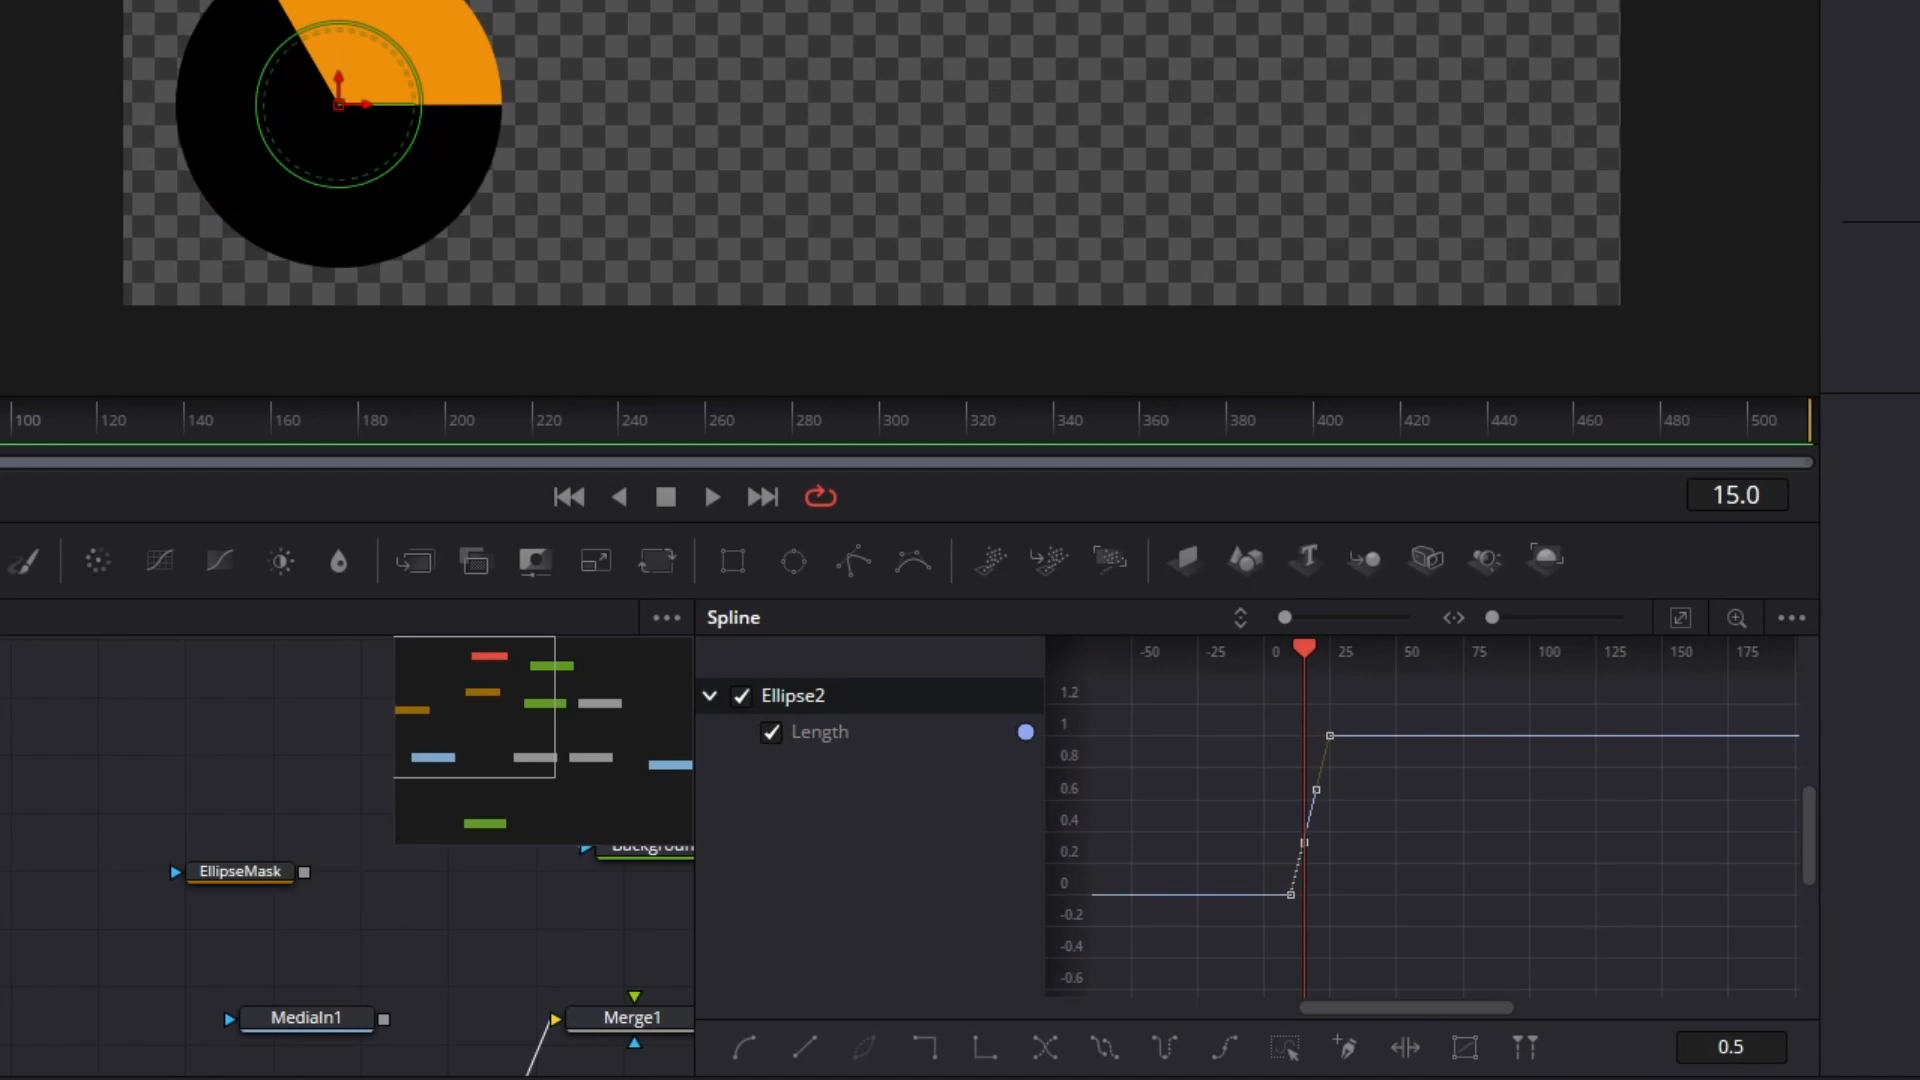 100 120 140 160 180 200 220 240 260 280 300 320 340 360 380 400 420 440 460 480 500
15.0
Spline
-50 -25 0 25 50 75 100 125 150 175
Ellipse2
Length
1.2
1
0.8
0.6
0.4
0.2
0
-0.2
-0.4
-0.6
Backgroun
EllipseMask
MediaIn1
Merge1
0.5